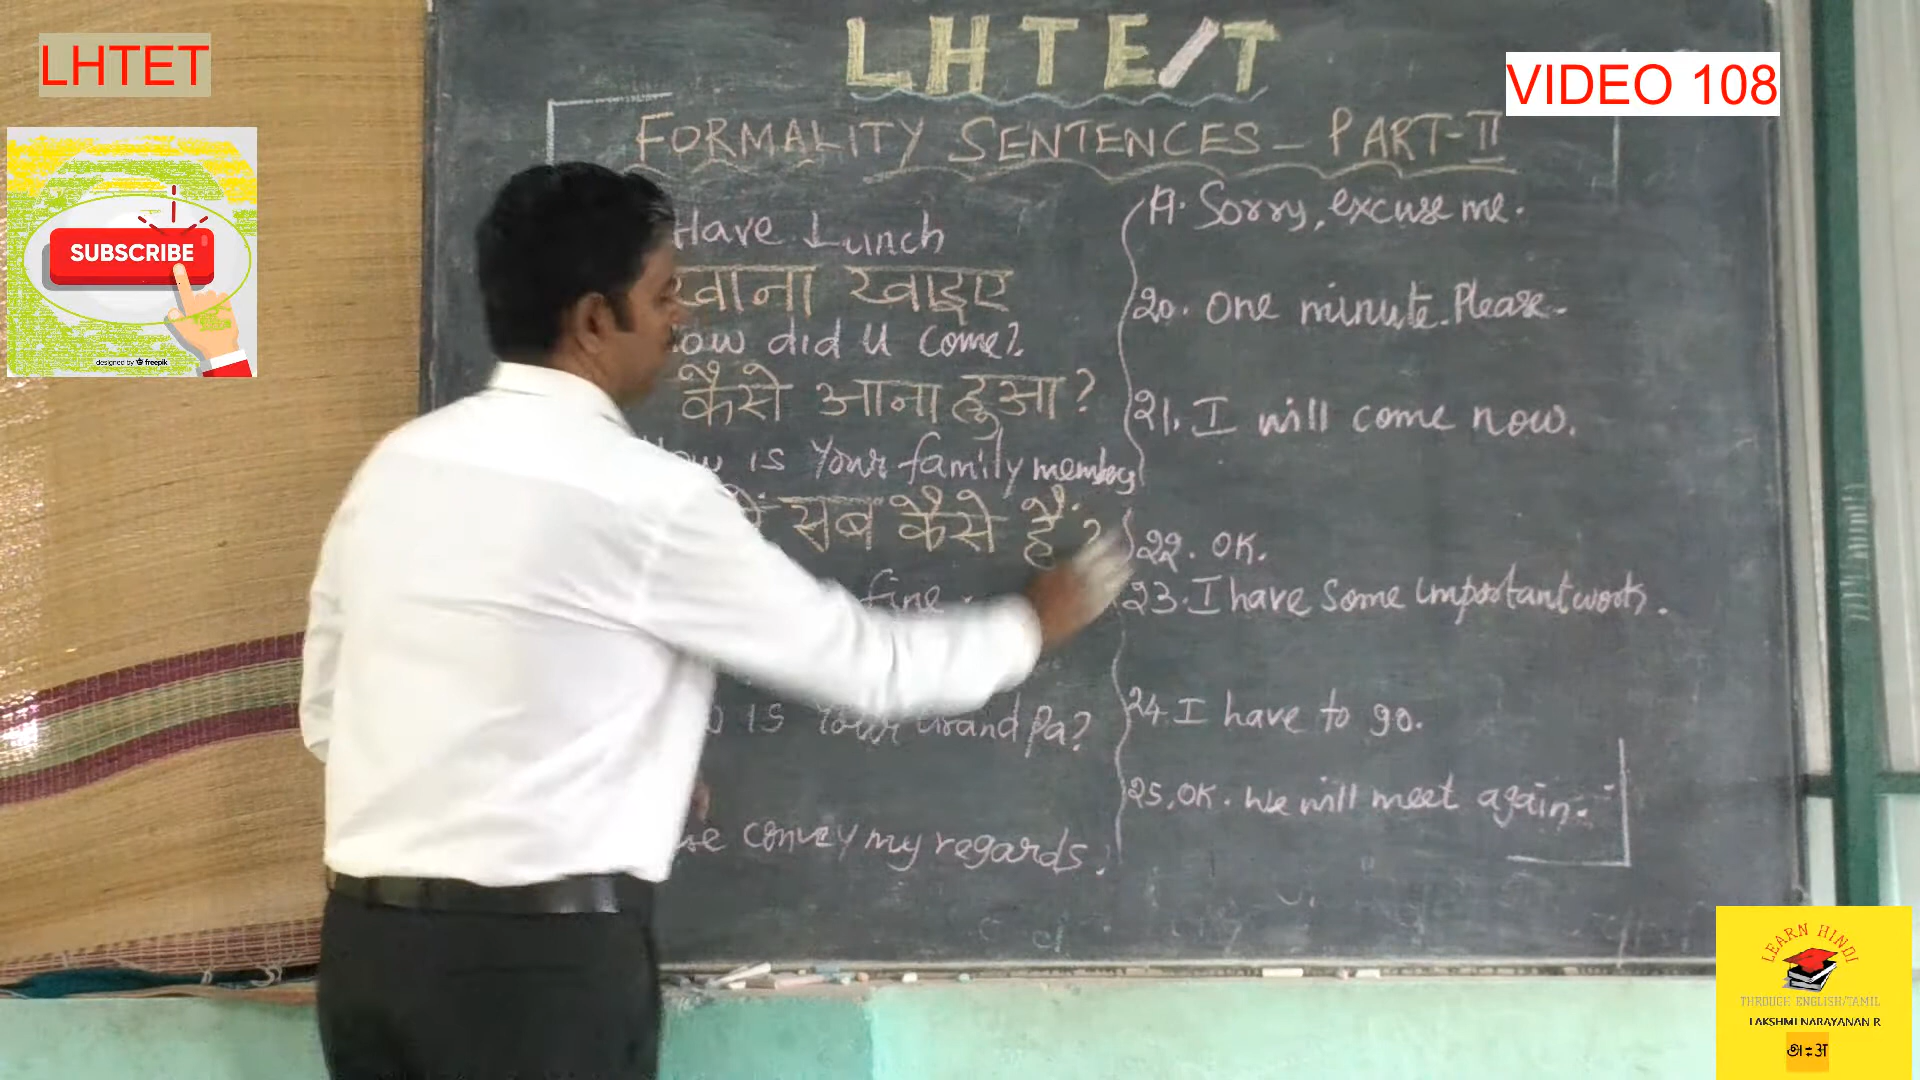 LHTET
VIDEO 108
SUBSCRIBE
designed by freepik
LHTE/T
FORMALITY SENTENCES - PART-II
Have Lunch
खाना खाइए
did U come?
कैसे आना हुआ?
is Your family members
सब कैसे हैं?
fine.
is Your Grand Pa?
convey my regards.
19. Sorry, excuse me.
20. One minute. Please.
21. I will come now.
22. OK.
23. I have some important work.
24. I have to go.
25. OK. We will meet again.
LEARN HINDI
THROUGH ENGLISH/TAMIL
LAKSHMI NARAYANAN R
அ = अ